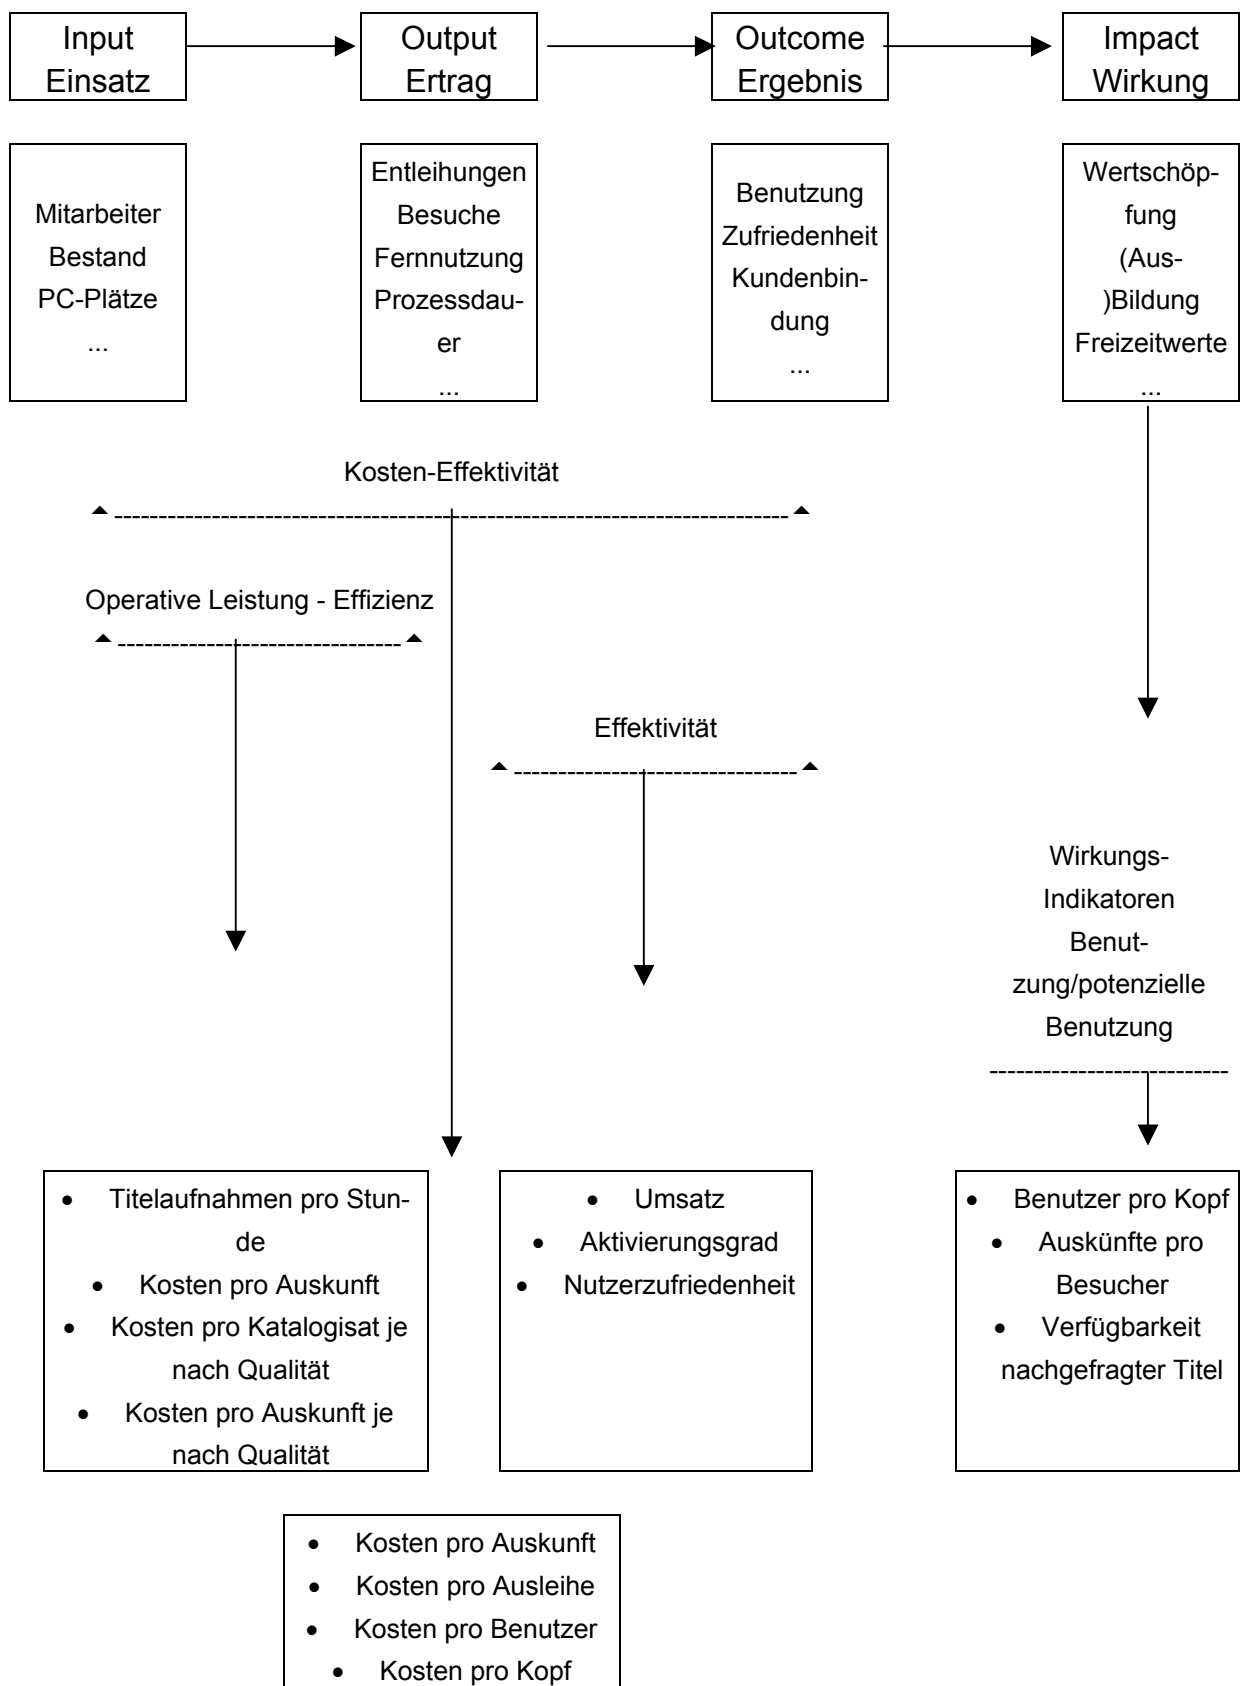 Input
Einsatz
Output
Ertrag
Outcome
Ergebnis
Impact
Wirkung
Mitarbeiter
Bestand
PC-Plätze
...
Entleihungen
Besuche
Fernnutzung
Prozessdau-
er
...
Benutzung
Zufriedenheit
Kundenbin-
dung
...
Wertschöp-
fung
(Aus-
)Bildung
Freizeitwerte
...
Kosten-Effektivität
Operative Leistung - Effizienz
Effektivität
Wirkungs-
Indikatoren
Benut-
zung/potenzielle
Benutzung
• Titelaufnahmen pro Stun-
de
• Kosten pro Auskunft
• Kosten pro Katalogisat je
nach Qualität
• Kosten pro Auskunft je
nach Qualität
• Umsatz
• Aktivierungsgrad
• Nutzerzufriedenheit
• Benutzer pro Kopf
• Auskünfte pro
Besucher
• Verfügbarkeit
nachgefragter Titel
• Kosten pro Auskunft
• Kosten pro Ausleihe
• Kosten pro Benutzer
• Kosten pro Kopf